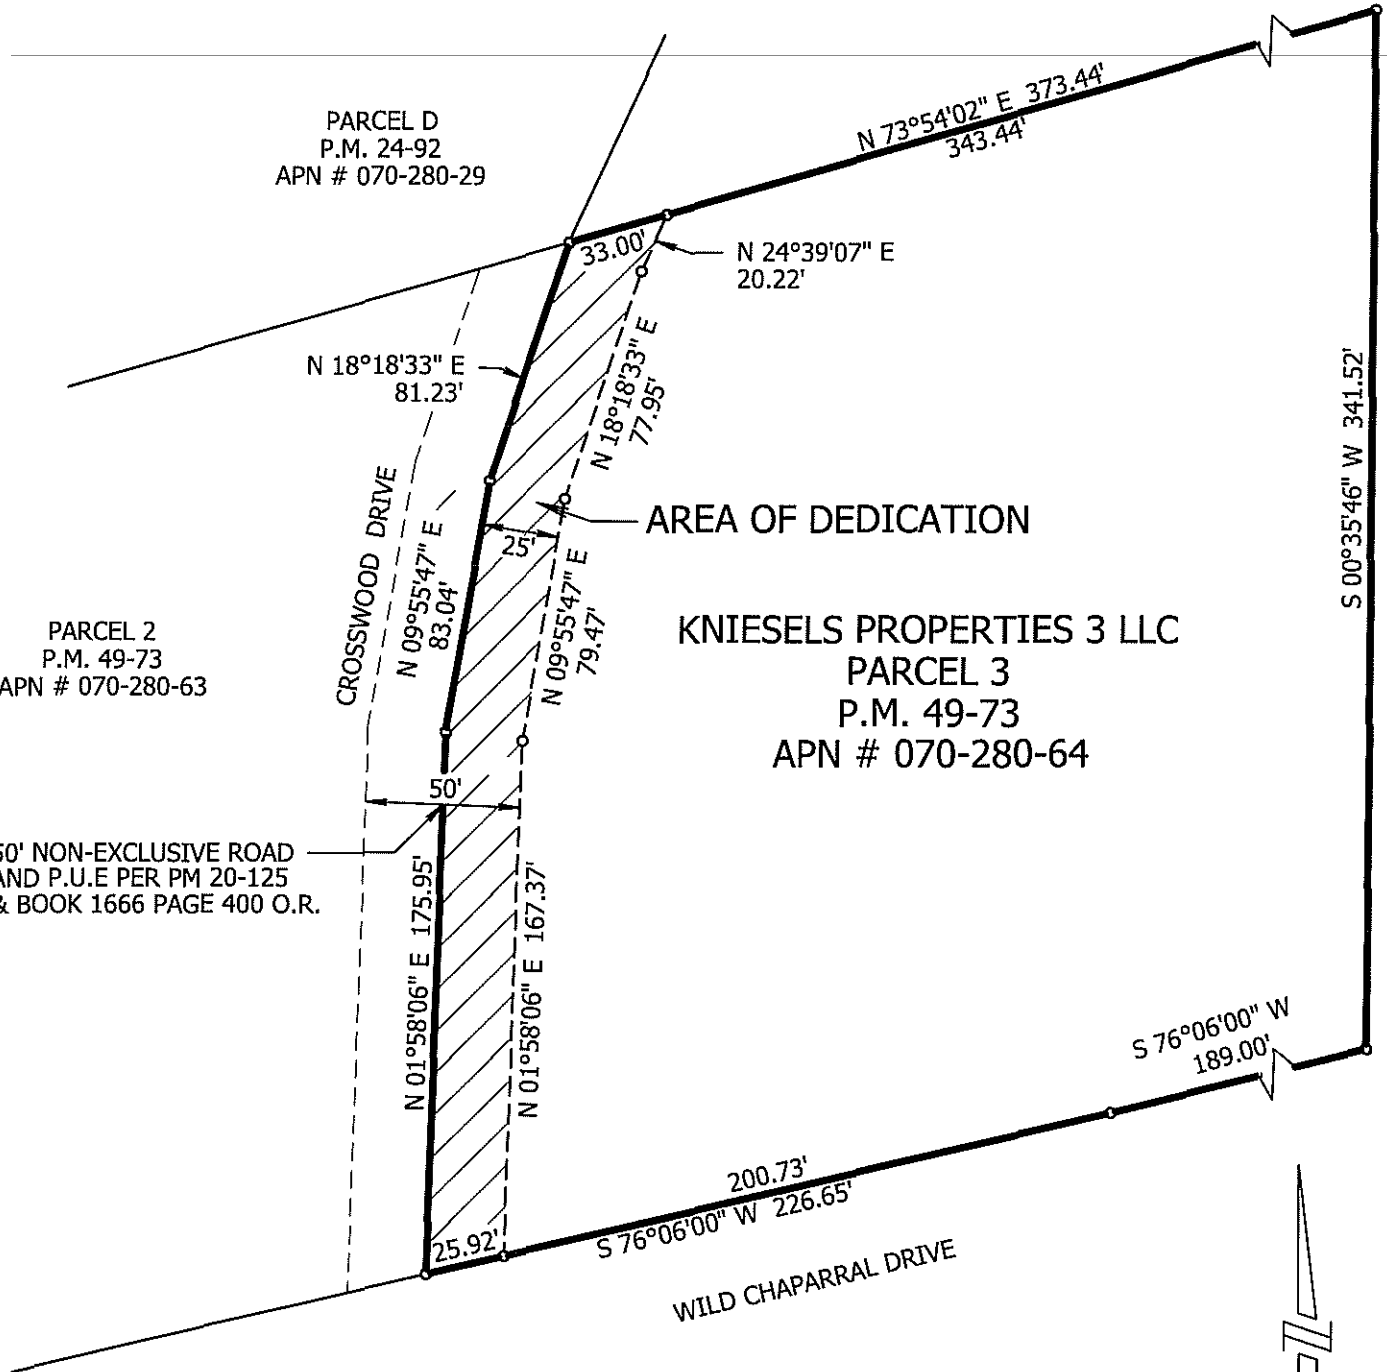 PARCEL D
P.M. 24-92
APN # 070-280-29
N 73°54'02" E 373.44'
343.44'
33.00'
N 24°39'07" E
20.22'
N 18°18'33" E
81.23'
N 18°18'33" E
77.95'
S 00°35'46" W 341.52'
CROSSWOOD DRIVE
N 09°55'47" E
83.04'
25'
AREA OF DEDICATION
N 09°55'47" E
79.47'
KNIESELS PROPERTIES 3 LLC
PARCEL 3
P.M. 49-73
APN # 070-280-64
PARCEL 2
P.M. 49-73
APN # 070-280-63
50'
50' NON-EXCLUSIVE ROAD
AND P.U.E PER PM 20-125
& BOOK 1666 PAGE 400 O.R.
N 01°58'06" E 175.95'
N 01°58'06" E 167.37'
S 76°06'00" W
189.00'
200.73'
S 76°06'00" W 226.65'
25.92'
WILD CHAPARRAL DRIVE